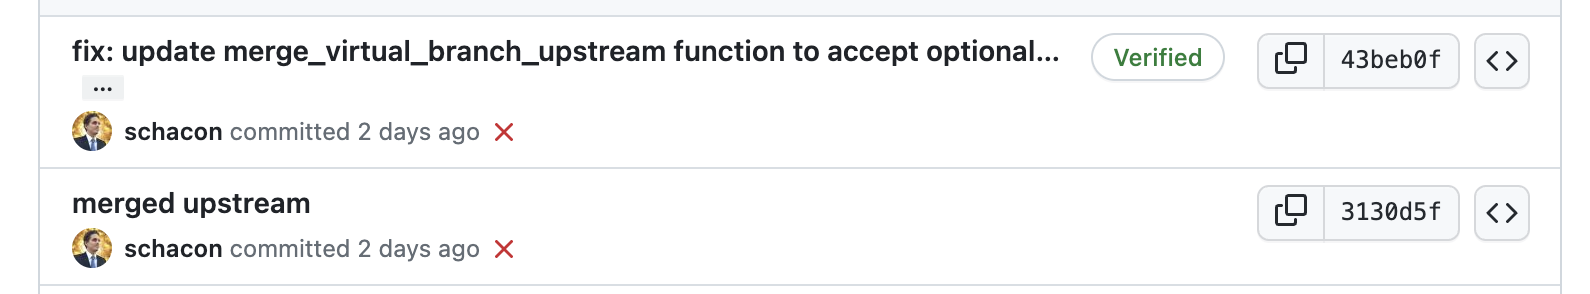 fix: update merge_virtual_branch_upstream function to accept optional...
Verified
43beb0f
...
schacon committed 2 days ago
merged upstream
3130d5f
schacon committed 2 days ago